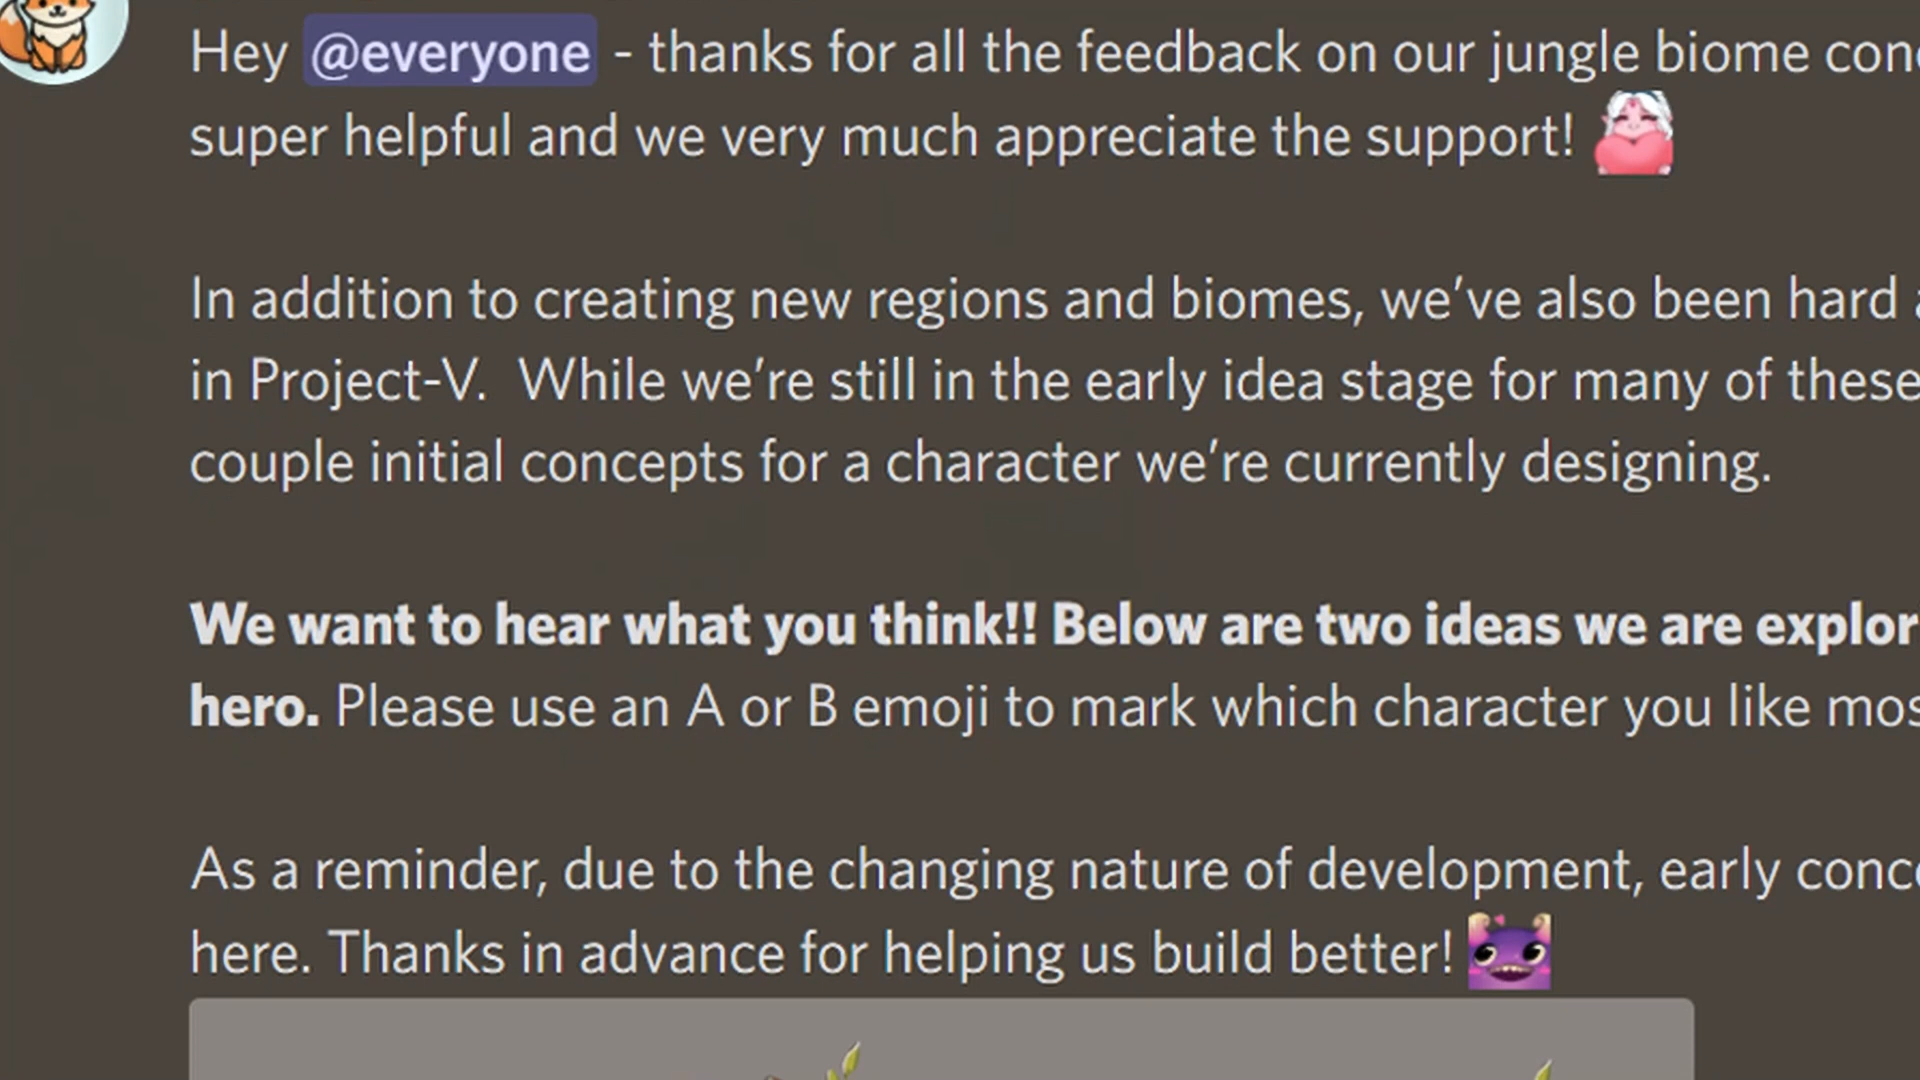 Hey @everyone - thanks for all the feedback on our jungle biome
super helpful and we very much appreciate the support!
In addition to creating new regions and biomes, we’ve also been hard
in Project-V. While we’re still in the early idea stage for many of these
couple initial concepts for a character we’re currently designing.
We want to hear what you think!! Below are two ideas we are explor
hero. Please use an A or B emoji to mark which character you like mos
As a reminder, due to the changing nature of development, early conc
here. Thanks in advance for helping us build better!